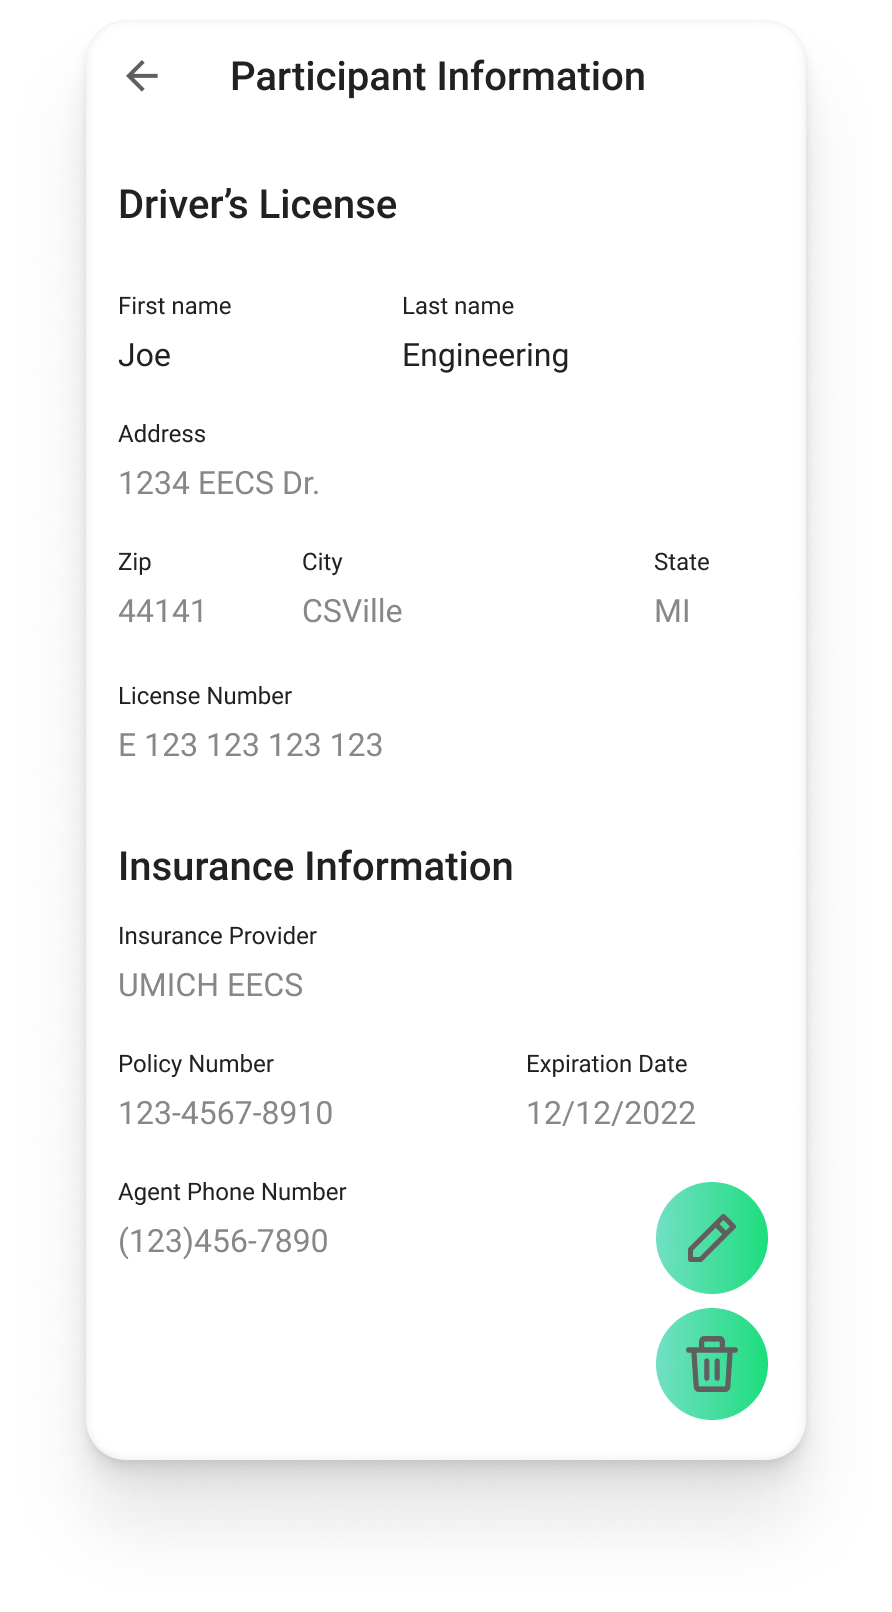 Participant Information
Driver’s License
First name Last name
Joe Engineering
Address
1234 EECS Dr.
Zip City State
44141 CSVille MI
License Number
E 123 123 123 123
Insurance Information
Insurance Provider
UMICH EECS
Policy Number Expiration Date
123-4567-8910 12/12/2022
Agent Phone Number
(123)456-7890